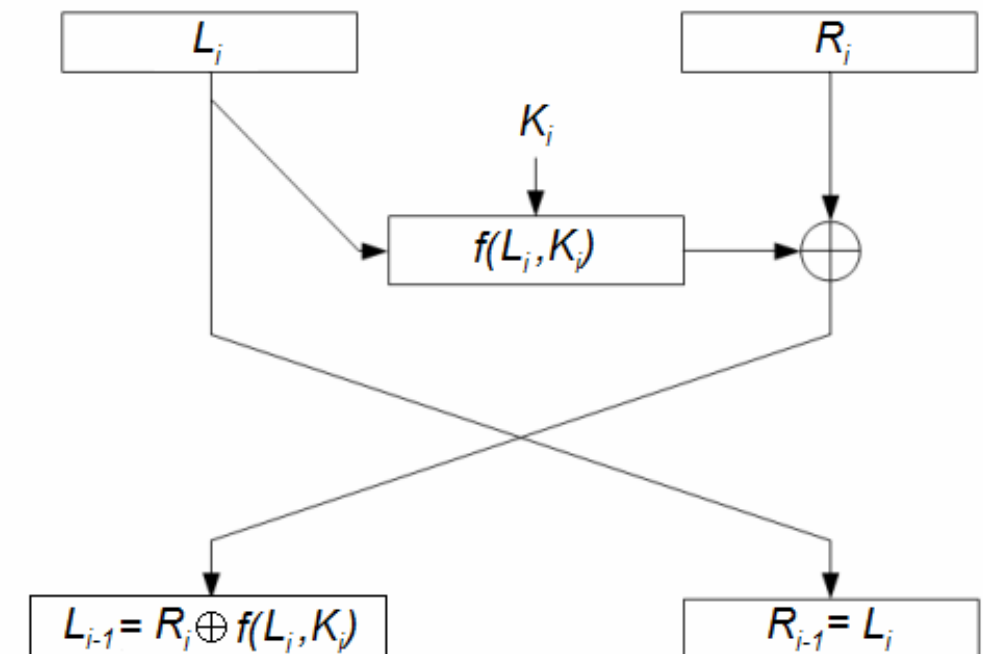 L_i
R_i
K_i
f(L_i,K_i)
L_{i-1} = R_i ⊕ f(L_i,K_i)
R_{i-1} = L_i